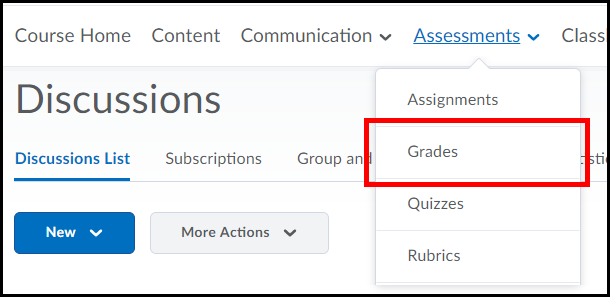 Course Home Content Communication Assessments
Discussions
Assignments
Discussions List Subscriptions Group and
Grades
Quizzes
New More Actions
Rubrics